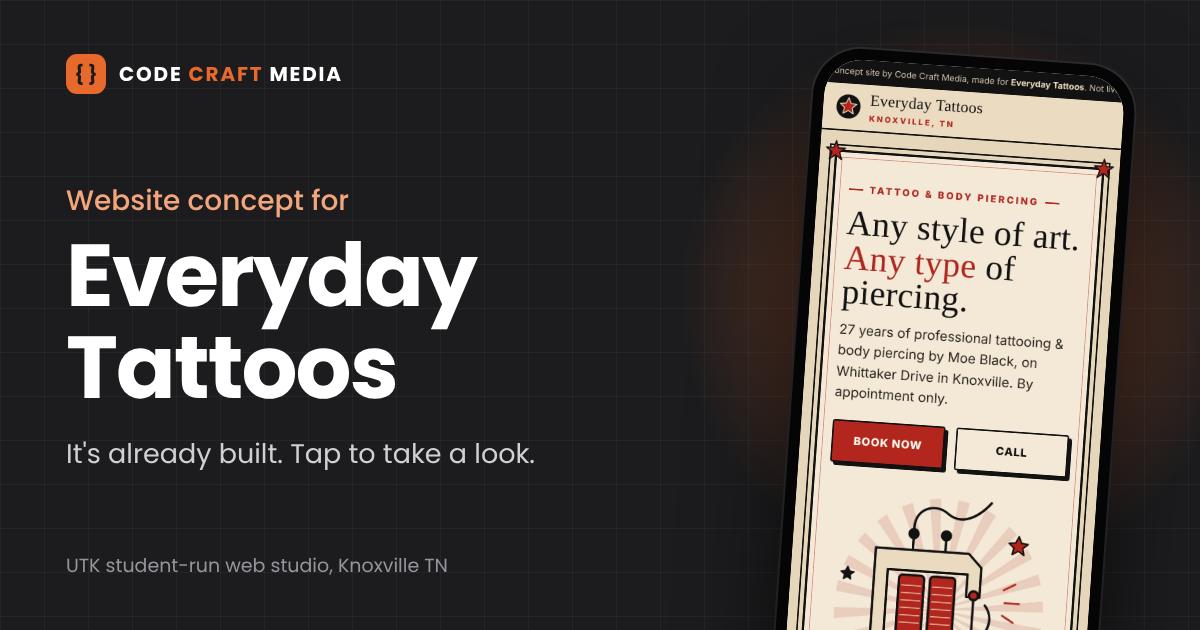 { } CODE CRAFT MEDIA
Website concept for
Everyday
Tattoos
It's already built. Tap to take a look.
UTK student-run web studio, Knoxville TN
concept site by Code Craft Media, made for Everyday Tattoos. Not
Everyday Tattoos
KNOXVILLE, TN
— TATTOO & BODY PIERCING —
Any style of art.
Any type of
piercing.
27 years of professional tattooing &
body piercing by Moe Black, on
Whittaker Drive in Knoxville. By
appointment only.
BOOK NOW
CALL